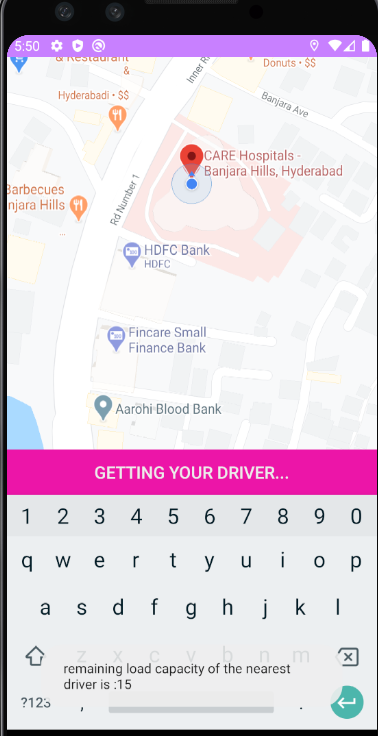 5:50
& Restaurant
&
Donuts • $$
Hyderabadi • $$
Inner R
Banjara Ave
CARE Hospitals -
Banjara Hills, Hyderabad
Barbecues
njara Hills
...
Rd Number 1
HDFC Bank
HDFC
Fincare Small
Finance Bank
Aarohi Blood Bank
GETTING YOUR DRIVER...
1 2 3 4 5 6 7 8 9 0
q w e r t y u i o p
a s d f g h j k l
z x c v b n m
remaining load capacity of the nearest
driver is :15
?123 , .